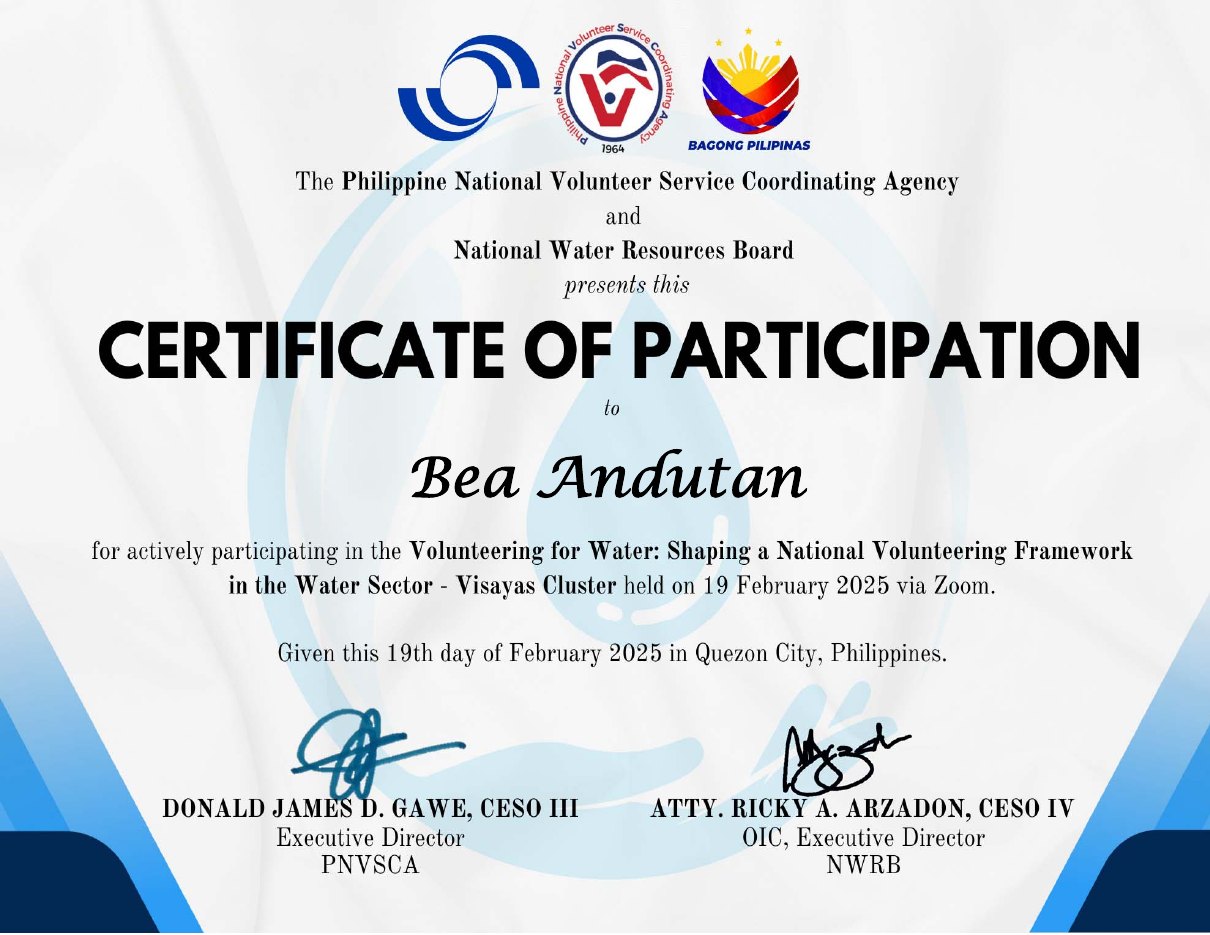 Philippine National Volunteer Service Coordinating Agency
1964
BAGONG PILIPINAS
The Philippine National Volunteer Service Coordinating Agency
and
National Water Resources Board
presents this
CERTIFICATE OF PARTICIPATION
to
Bea Andutan
for actively participating in the Volunteering for Water: Shaping a National Volunteering Framework
in the Water Sector - Visayas Cluster held on 19 February 2025 via Zoom.
Given this 19th day of February 2025 in Quezon City, Philippines.
DONALD JAMES D. GAWE, CESO III
Executive Director
PNVSCA
ATTY. RICKY A. ARZADON, CESO IV
OIC, Executive Director
NWRB